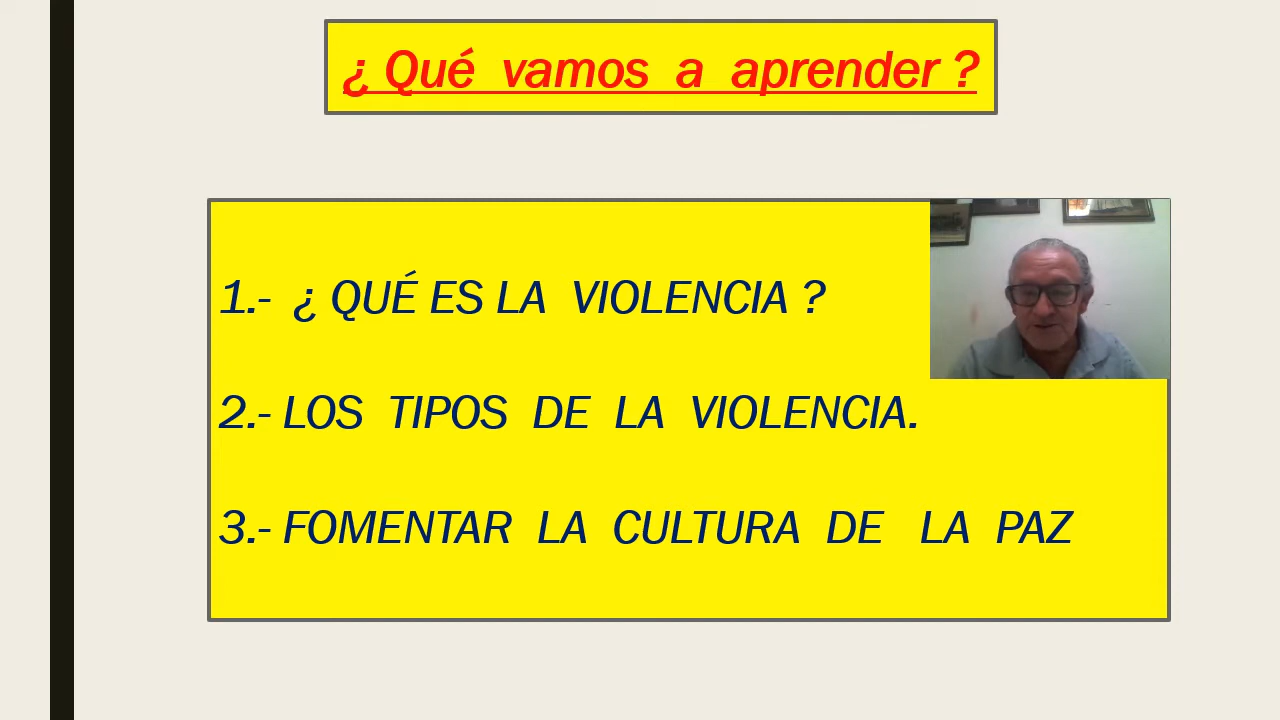 ¿ Qué vamos a aprender ?
1.- ¿ QUÉ ES LA VIOLENCIA ?
2.- LOS TIPOS DE LA VIOLENCIA.
3.- FOMENTAR LA CULTURA DE LA PAZ